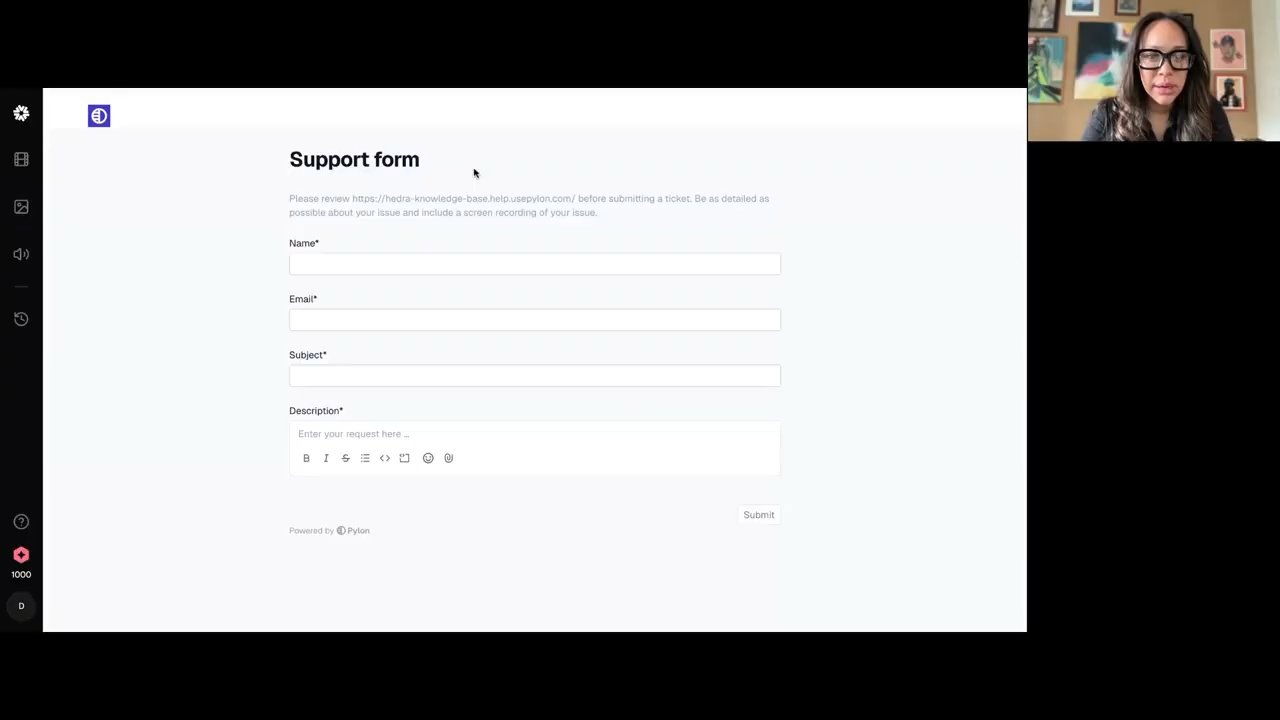 Support form
Please review https://hedra-knowledge-base.help.usepylon.com/ before submitting a ticket. Be as detailed as
possible about your issue and include a screen recording of your issue.
Name*
Email*
Subject*
Description*
Enter your request here ...
B I S
Submit
Powered by Pylon
1000
D